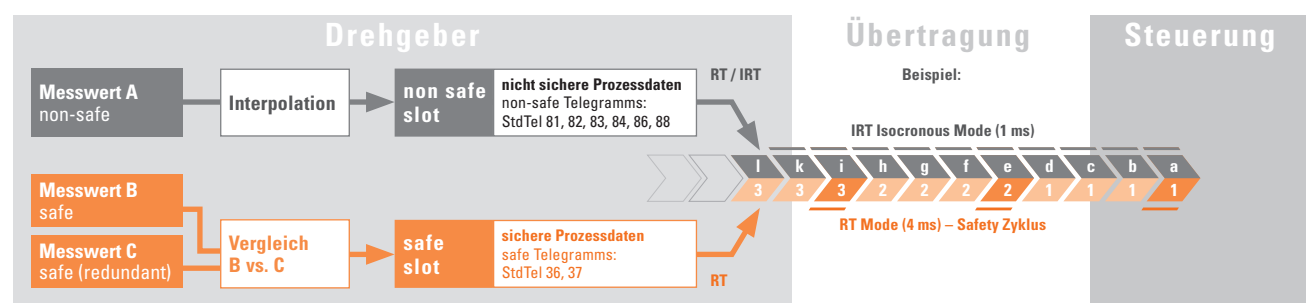 Drehgeber
Übertragung
Steuerung
Messwert A
non-safe
Interpolation
non safe
slot
nicht sichere Prozessdaten
non-safe Telegramms:
StdTel 81, 82, 83, 84, 86, 88
RT / IRT
Beispiel:
IRT Isocronous Mode (1 ms)
l k i h g f e d c b a
3 3 3 2 2 2 2 1 1 1 1
RT Mode (4 ms) – Safety Zyklus
Messwert B
safe
Messwert C
safe (redundant)
Vergleich
B vs. C
safe
slot
sichere Prozessdaten
safe Telegramms:
StdTel 36, 37
RT